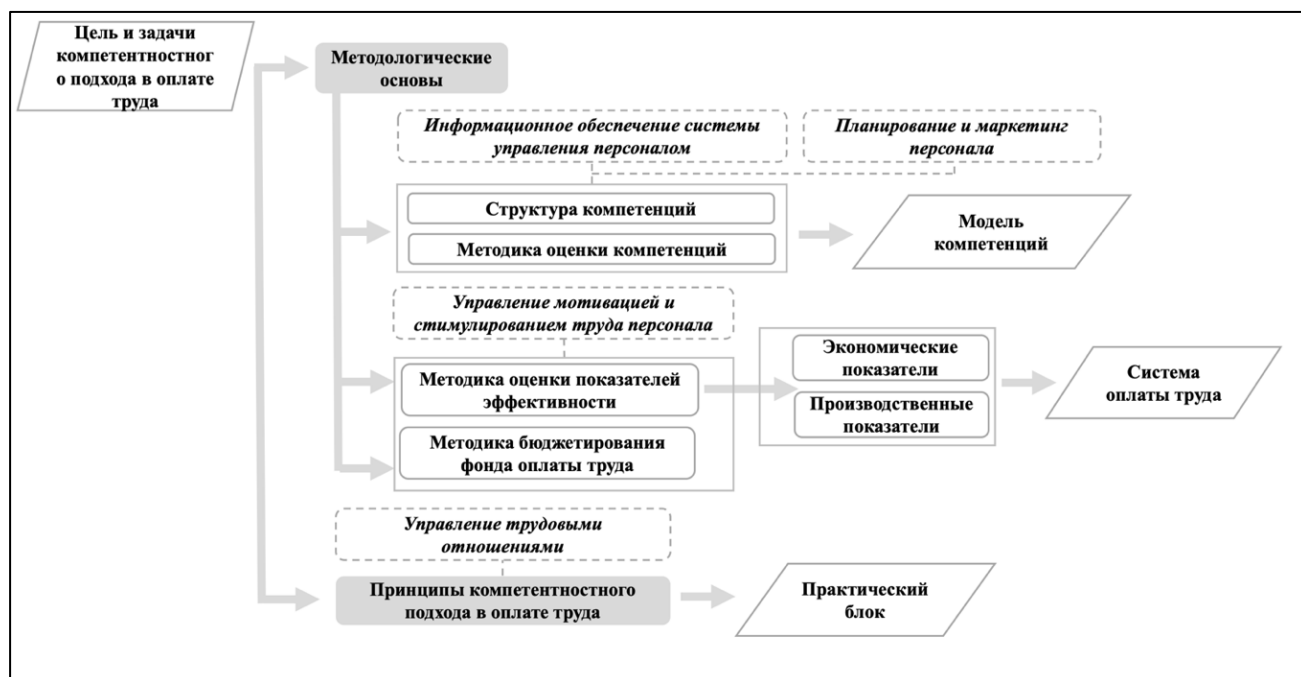 Цель и задачи
компетентностног
о подхода в оплате
труда
Методологические
основы
Информационное обеспечение системы
управления персоналом
Планирование и маркетинг
персонала
Структура компетенций
Методика оценки компетенций
Модель
компетенций
Управление мотивацией и
стимулированием труда персонала
Методика оценки показателей
эффективности
Методика бюджетирования
фонда оплаты труда
Экономические
показатели
Производственные
показатели
Система
оплаты труда
Управление трудовыми
отношениями
Принципы компетентностного
подхода в оплате труда
Практический
блок